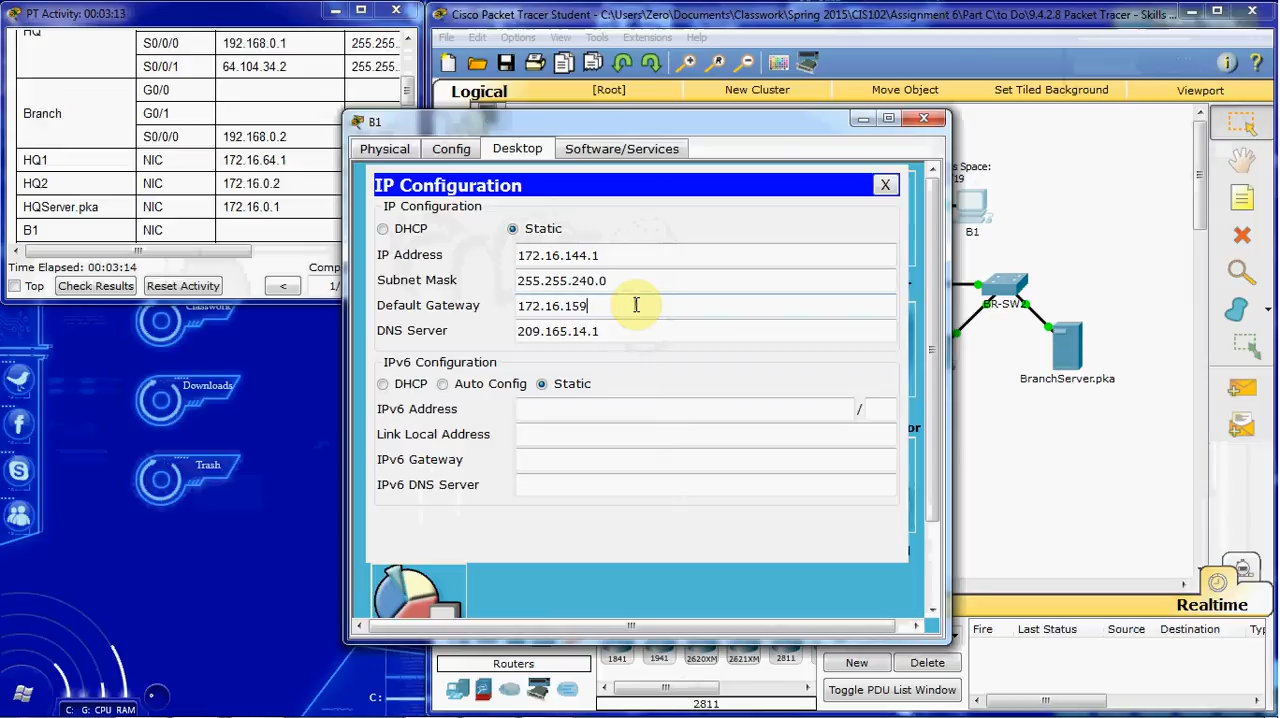 PT Activity: 00:03:13
HQ
S0/0/0 192.168.0.1 255.255.
S0/0/1 64.104.34.2 255.255.
Branch
G0/0
G0/1
S0/0/0 192.168.0.2
HQ1 NIC 172.16.64.1
HQ2 NIC 172.16.0.2
HQServer.pka NIC 172.16.0.1
B1 NIC
Time Elapsed: 00:03:14 Comp
Top Check Results Reset Activity < 1/
Classwork
Downloads
Trash
C: G: CPU RAM
C:
Cisco Packet Tracer Student - C:\Users\Zero\Documents\Classwork\Spring 2015\CIS102\Assignment 6\Part C\to Do\9.4.2.8 Packet Tracer - Skills ...
File Edit Options View Tools Extensions Help
Logical [Root] New Cluster Move Object Set Tiled Background Viewport
B1
Physical Config Desktop Software/Services
IP Configuration X
IP Configuration
DHCP Static
IP Address 172.16.144.1
Subnet Mask 255.255.240.0
Default Gateway 172.16.159
DNS Server 209.165.14.1
IPv6 Configuration
DHCP Auto Config Static
IPv6 Address /
Link Local Address
IPv6 Gateway
IPv6 DNS Server
or
s Space:
19
B1
BR-SW2
BranchServer.pka
Realtime
Routers
1841 1941 2620XM 2621XM 2811
2811
New Delete
Toggle PDU List Window
Fire Last Status Source Destination Typ